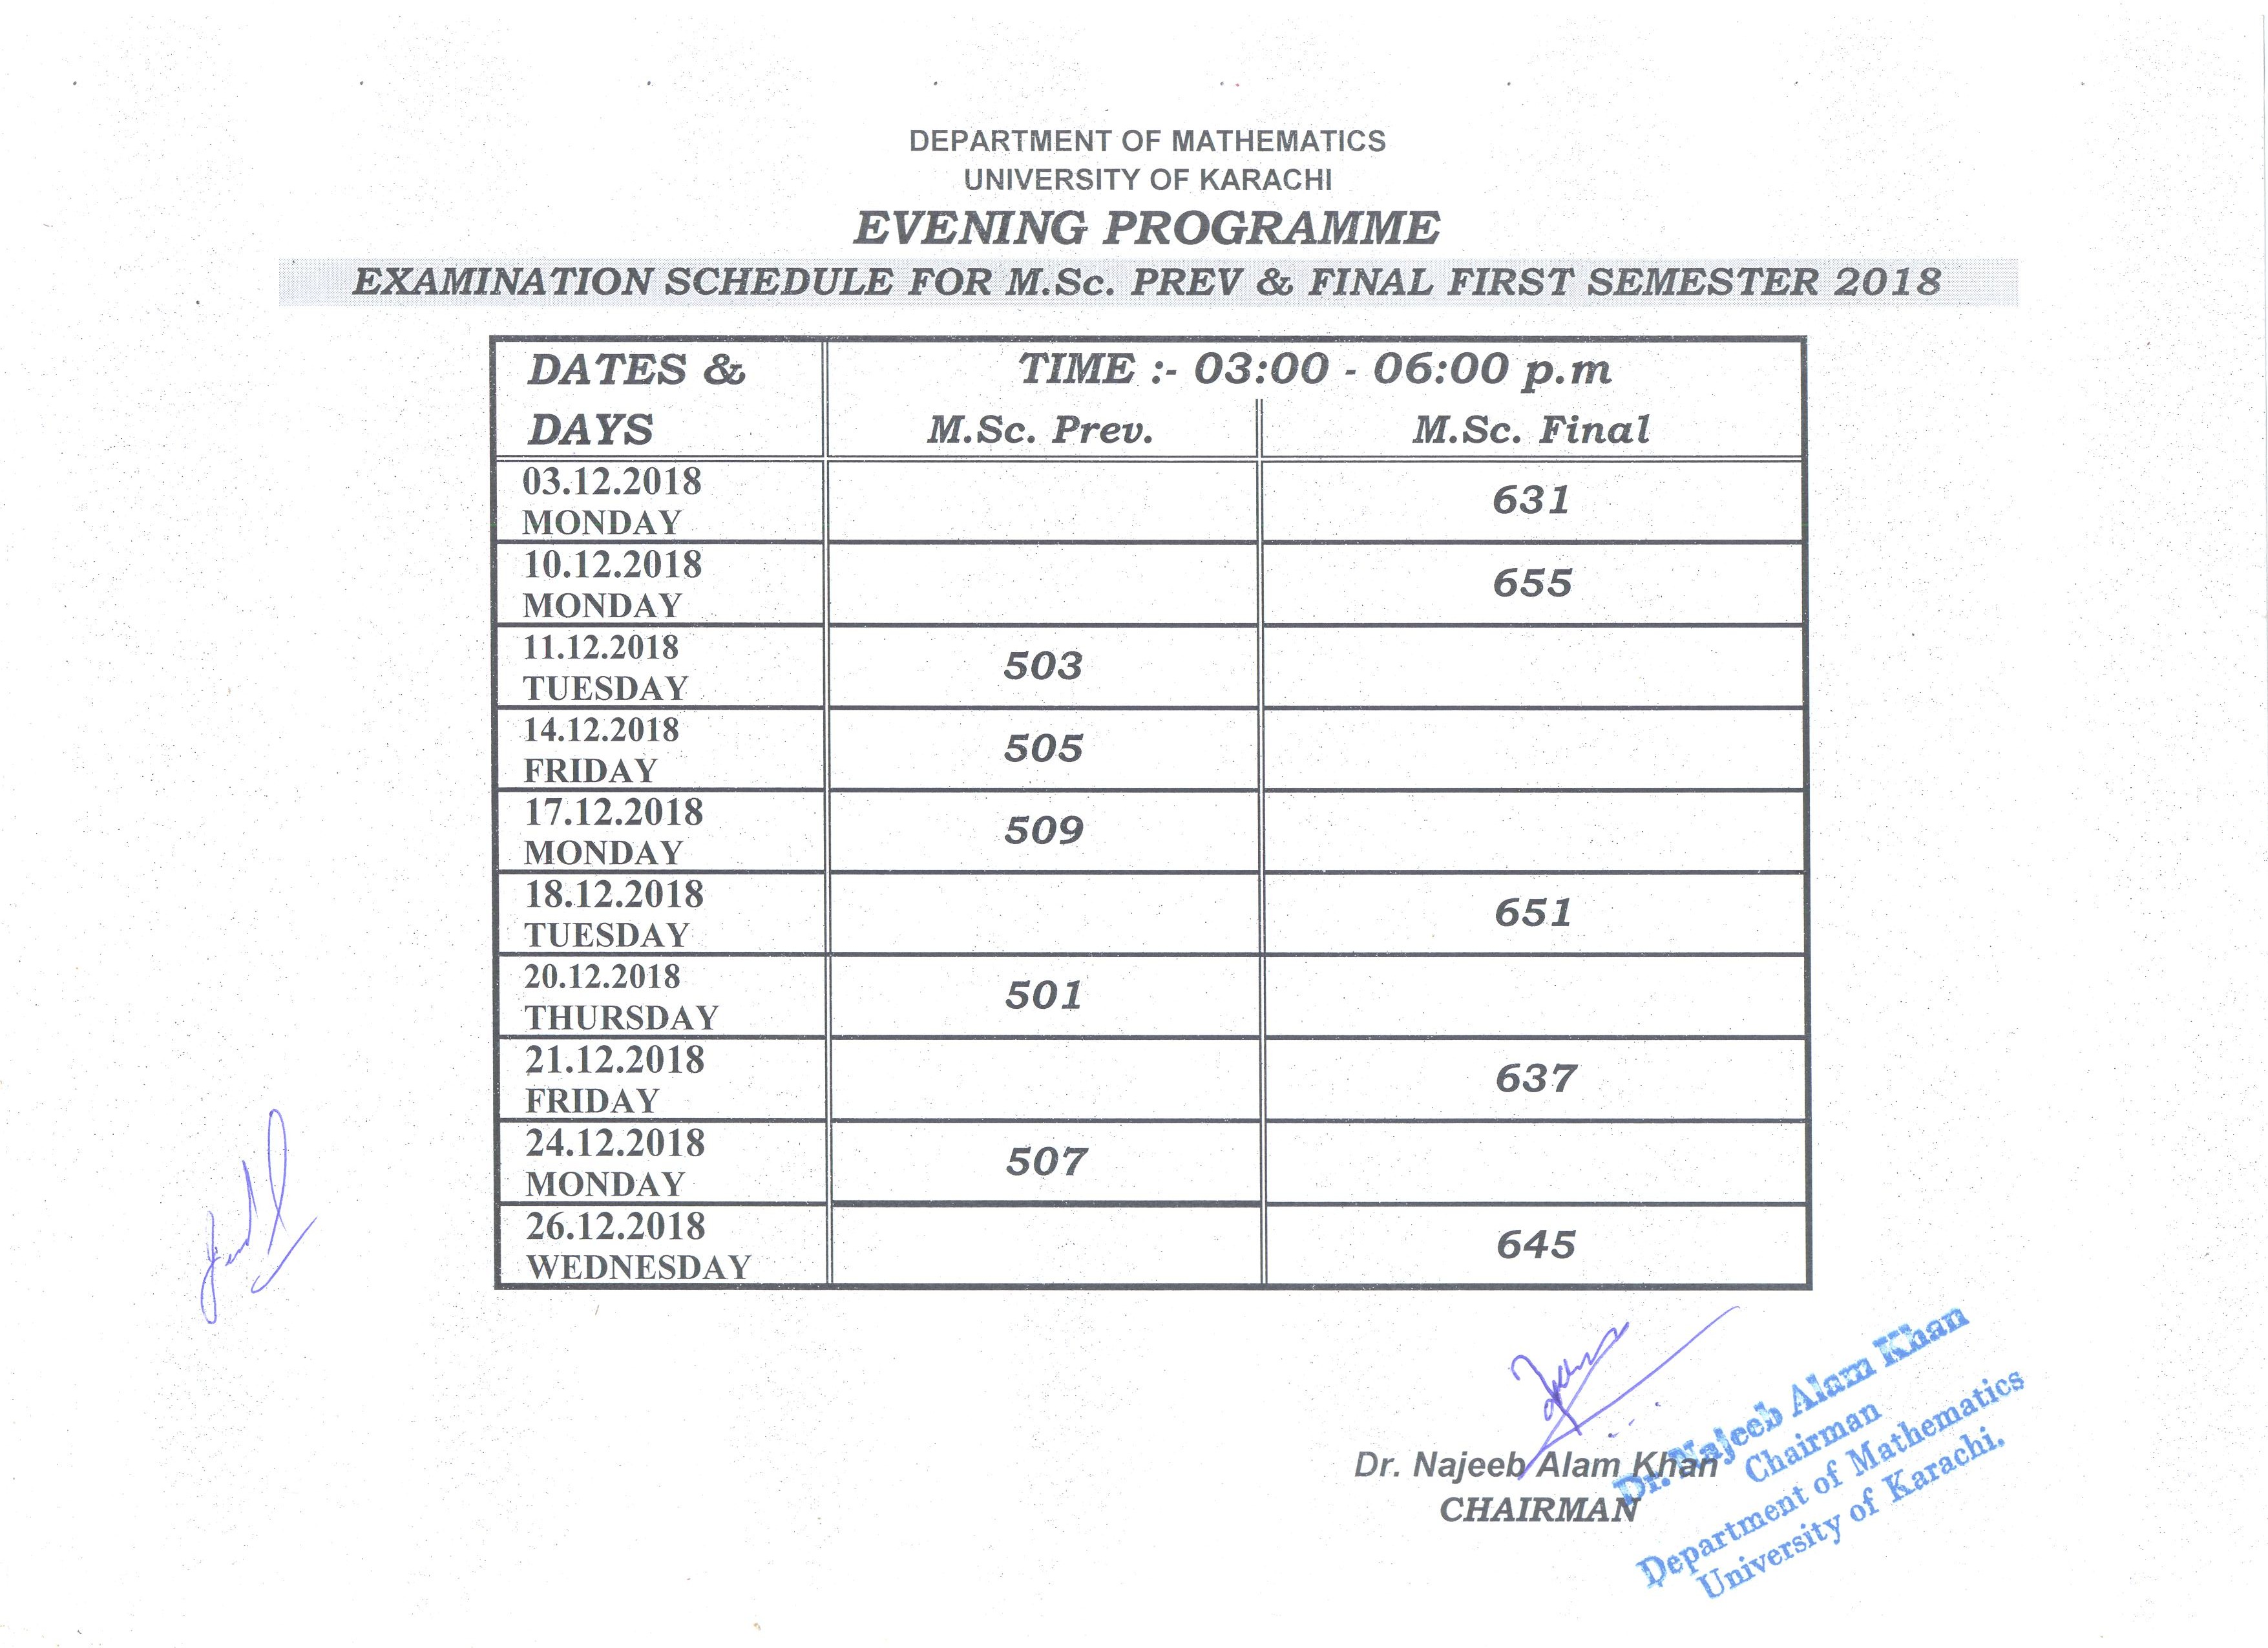 DEPARTMENT OF MATHEMATICS
UNIVERSITY OF KARACHI
EVENING PROGRAMME
EXAMINATION SCHEDULE FOR M.Sc. PREV & FINAL FIRST SEMESTER 2018
DATES & DAYS
TIME :- 03:00 - 06:00 p.m
M.Sc. Prev.
M.Sc. Final
03.12.2018
MONDAY
631
10.12.2018
MONDAY
655
11.12.2018
TUESDAY
503
14.12.2018
FRIDAY
505
17.12.2018
MONDAY
509
18.12.2018
TUESDAY
651
20.12.2018
THURSDAY
501
21.12.2018
FRIDAY
637
24.12.2018
MONDAY
507
26.12.2018
WEDNESDAY
645
Dr. Najeeb Alam Khan
CHAIRMAN
Dr. Najeeb Alam Khan
Chairman
Department of Mathematics
University of Karachi.